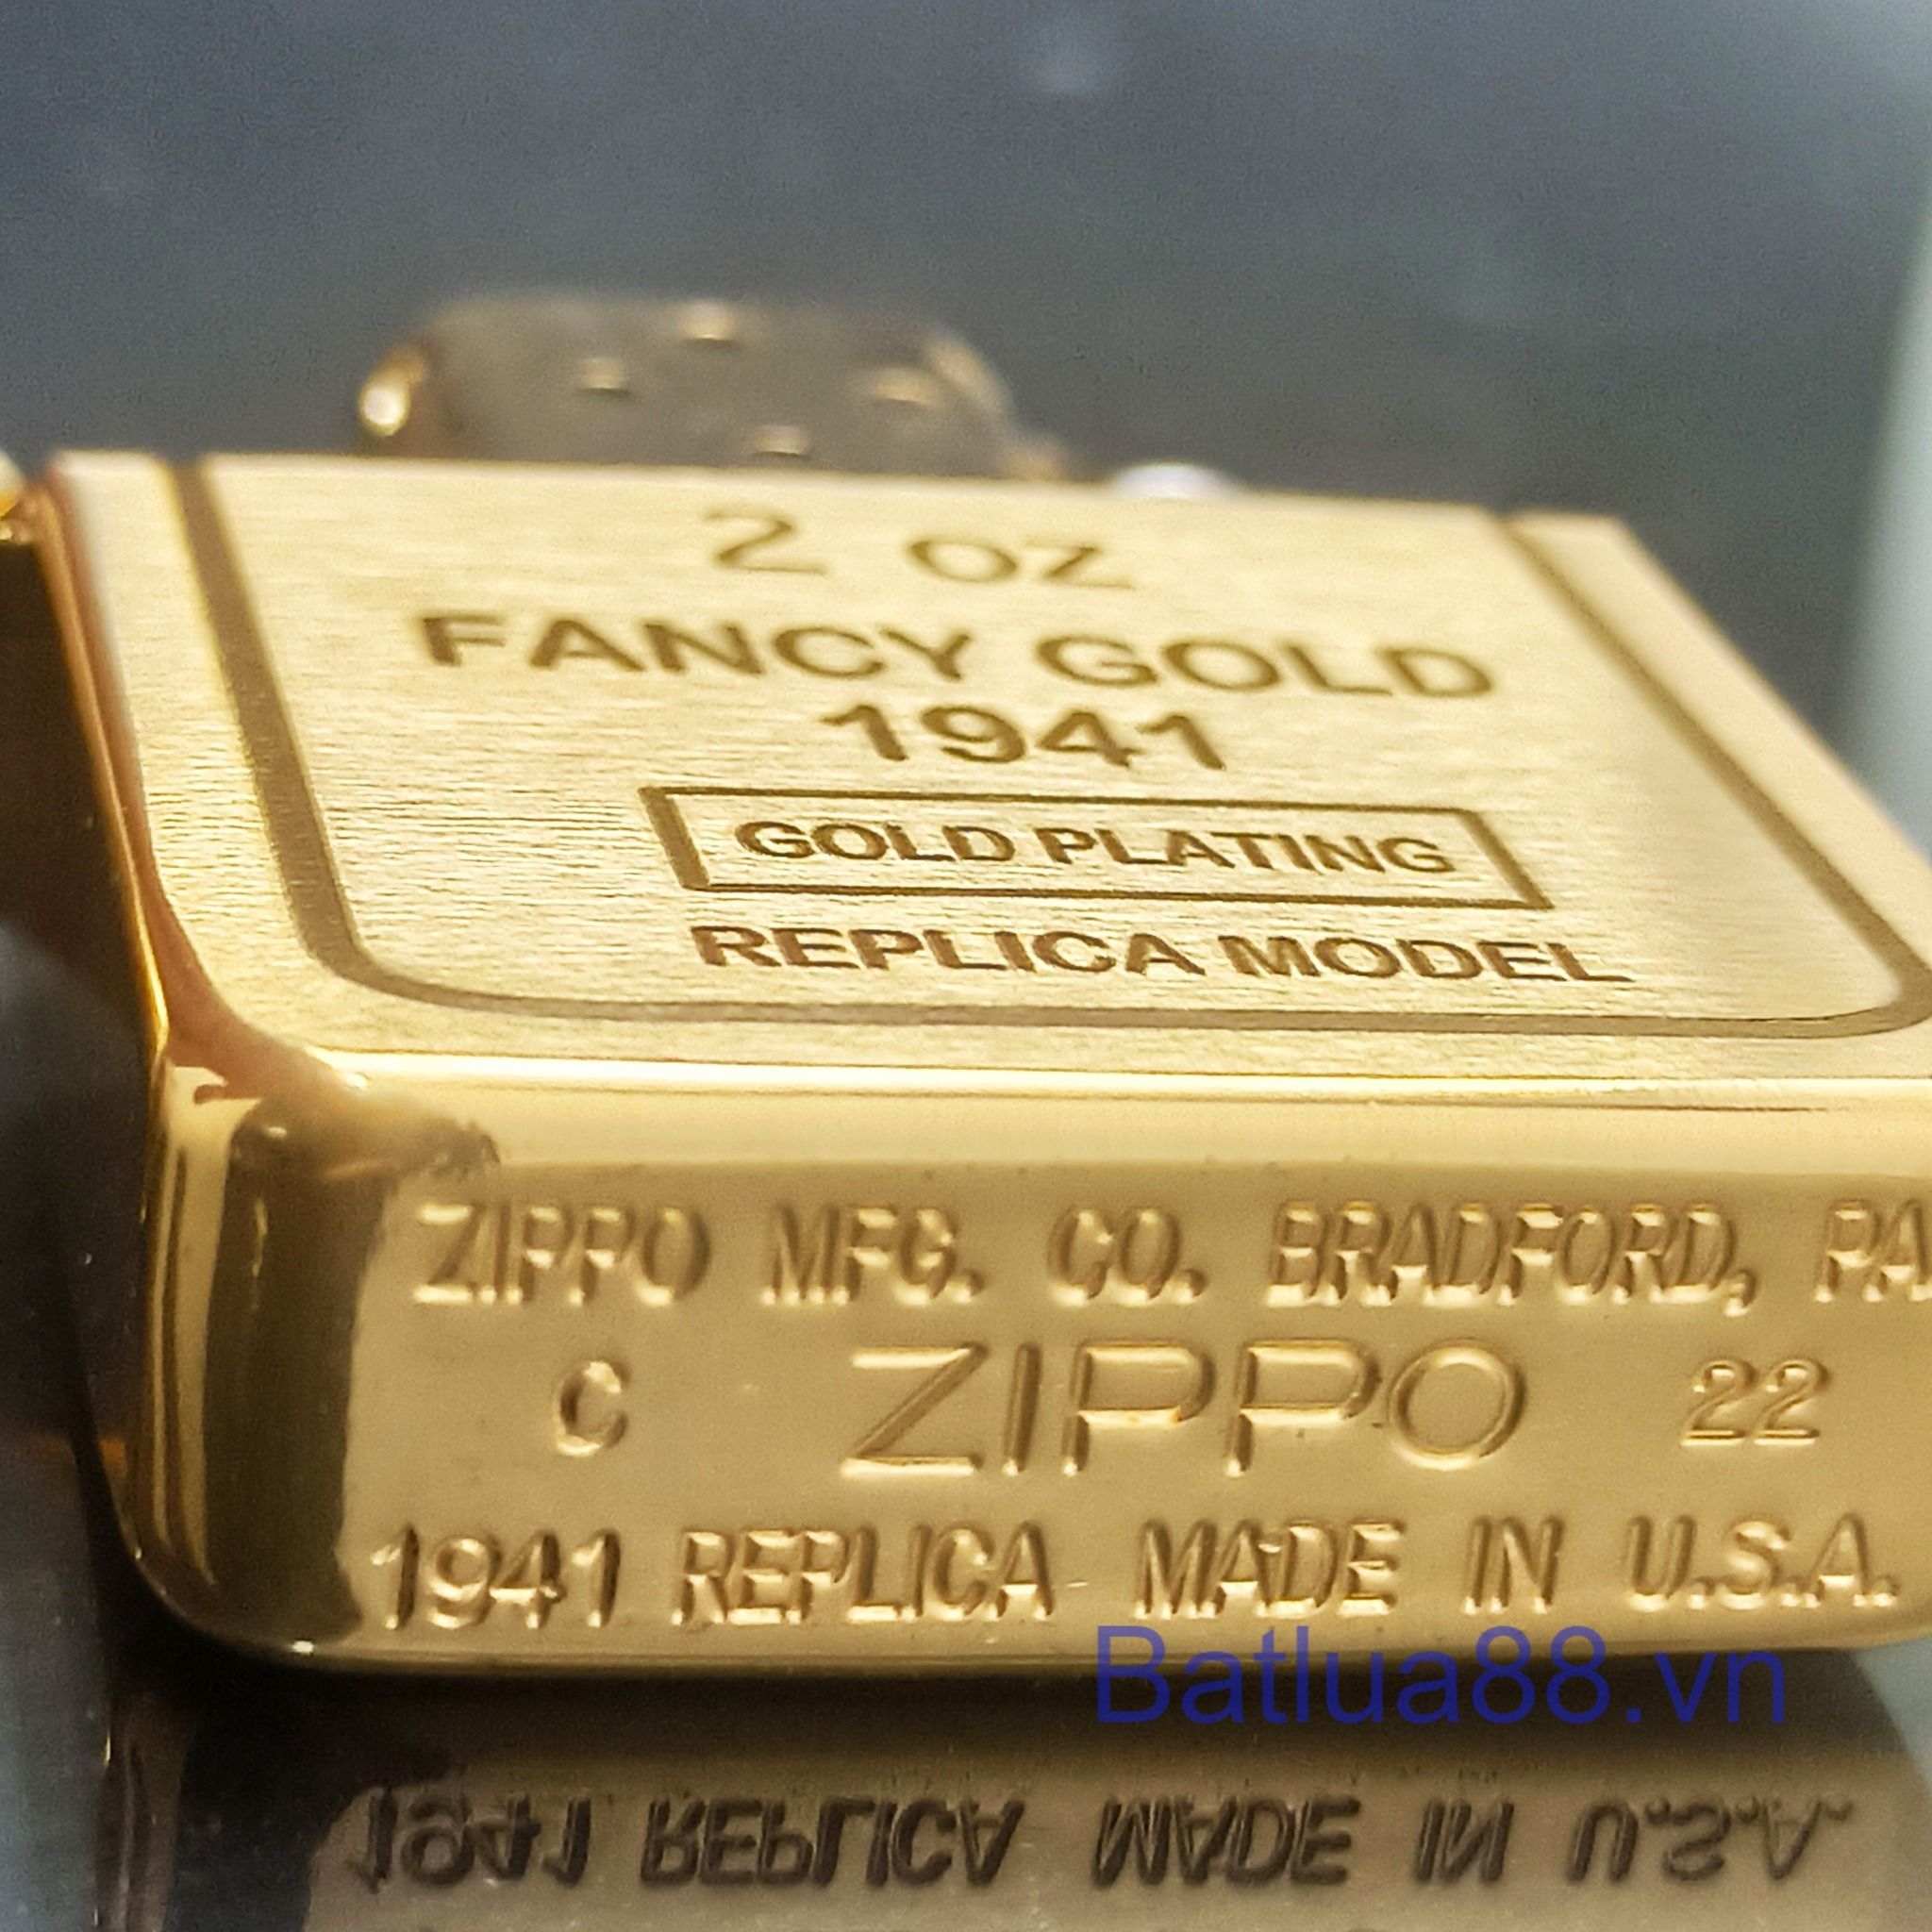 2 OZ
FANCY GOLD
1941
GOLD PLATING
REPLICA MODEL
ZIPPO MFG. CO. BRADFORD, PA
C ZIPPO 22
1941 REPLICA MADE IN U.S.A.
Batlua88.vn
1941 REPLICA MADE IN U.S.A.